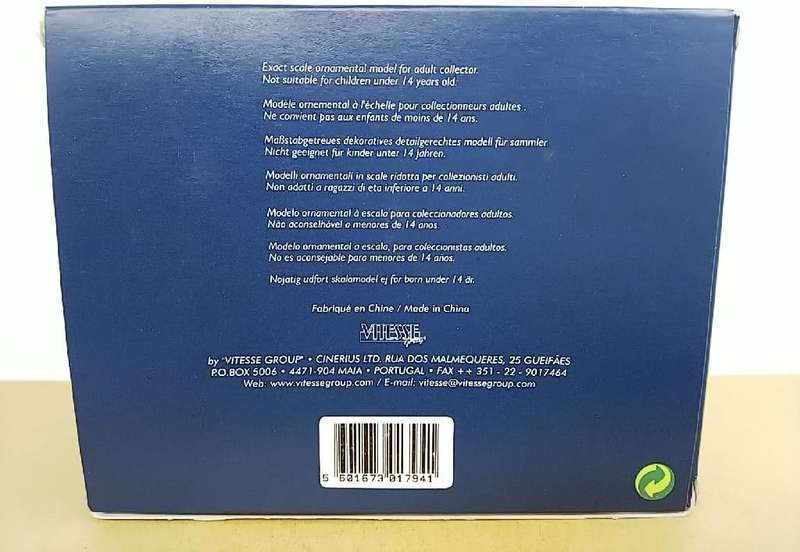 Exact scale ornamental model for adult collector.
Not suitable for children under 14 years old.
Modèle ornemental à l'échelle pour collectionneurs adultes .
Ne convient pas aux enfants de moins de 14 ans.
Maßstabgetreues dekoratives detailgerechtes modell für sammler.
Nicht geeignet für kinder unter 14 jahren.
Modelli ornamentali in scale ridotta per collezionisti adulti.
Non adatti a ragazzi di eta inferiore a 14 anni.
Modelo ornamental à escala para coleccionadores adultos.
Não aconselhável a menores de 14 anos.
Modelo ornamental a escala, para coleccionistas adultos.
No es aconsejable para menores de 14 años.
Nojatig udfort skalamodel ej for born under 14 år.
Fabriqué en Chine / Made in China
VITESSE
Group
by "VITESSE GROUP" • CINERIUS LTD. RUA DOS MALMEQUERES, 25 GUEIFÃES
P.O.BOX 5006 • 4471-904 MAIA • PORTUGAL • FAX ++ 351 - 22 - 9017464
Web: www.vitessegroup.com / E-mail: vitesse@vitessegroup.com
5 601673 017941